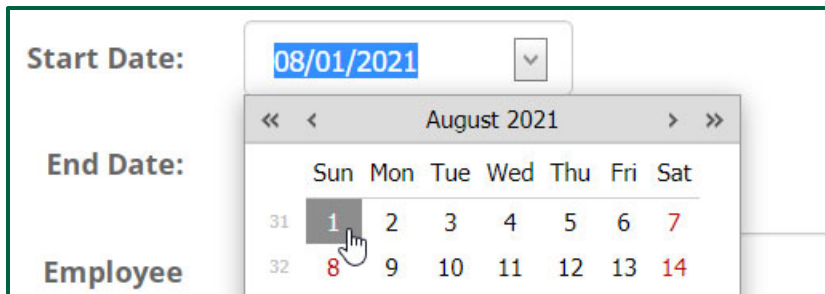 Start Date: 08/01/2021
« ‹ August 2021 › »
End Date:
Sun Mon Tue Wed Thu Fri Sat
31 1 2 3 4 5 6 7
Employee
32 8 9 10 11 12 13 14